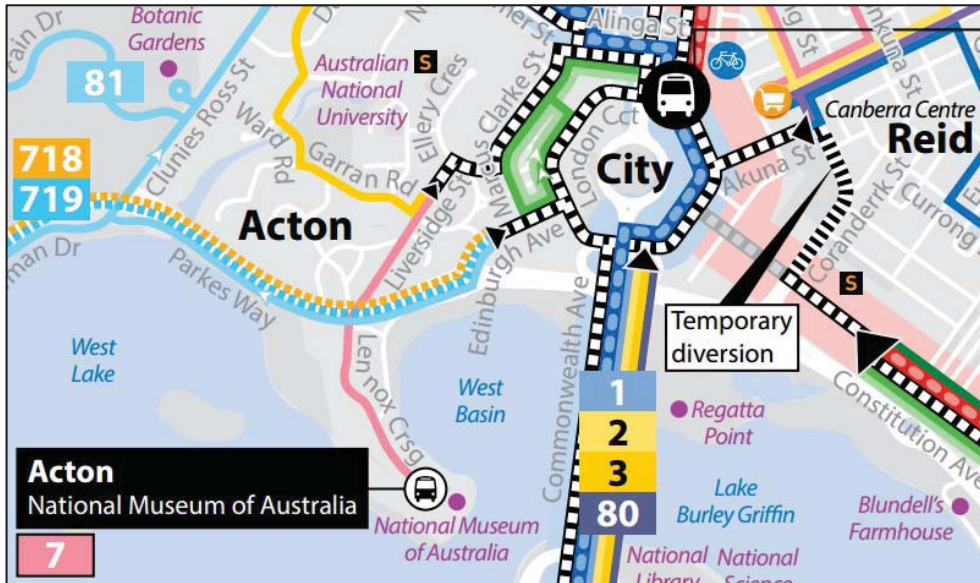 Botanic
Gardens
81
Clunies Ross St
Ward Rd
Australian
National
University
S
Ellery Cres
Garran Rd
Marcus Clarke St
Alinga St
London Cct
City
Canberra Centre
Reid
Akuna St
Currong
718
719
Acton
Liversidge St
Parkes Way
Edinburgh Ave
Coranderrk St
S
Temporary
diversion
West
Lake
Lennox Crsg
West
Basin
Commonwealth Ave
1
2
3
80
Regatta
Point
Constitution Ave
Lake
Burley Griffin
Blundell's
Farmhouse
Acton
National Museum of Australia
7
National Museum
of Australia
National
Library
National
Science